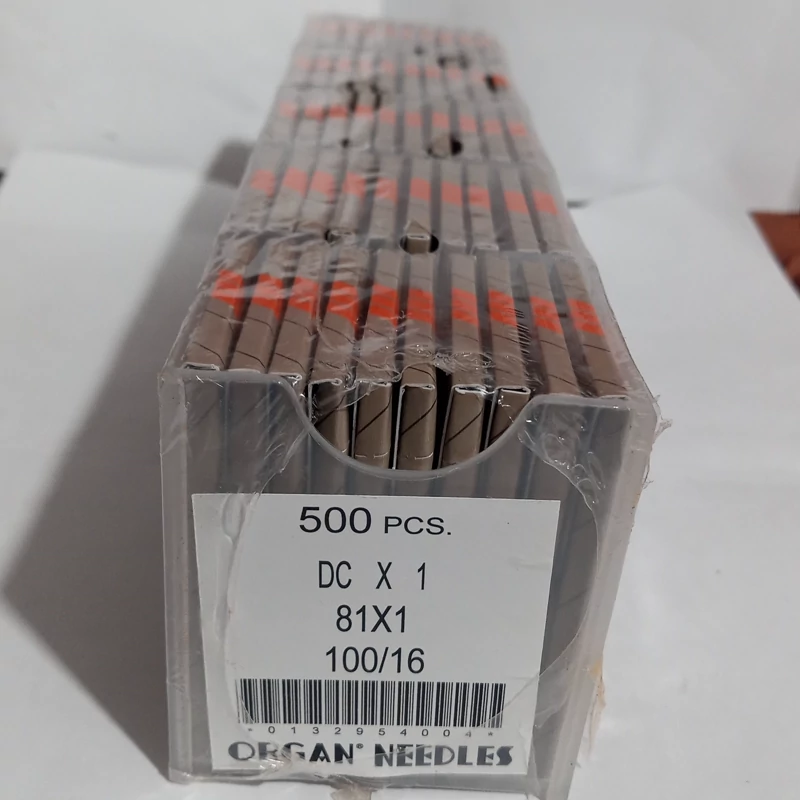 500 PCS.
DC X 1
81X1
100/16
*0132954004*
ORGAN® NEEDLES